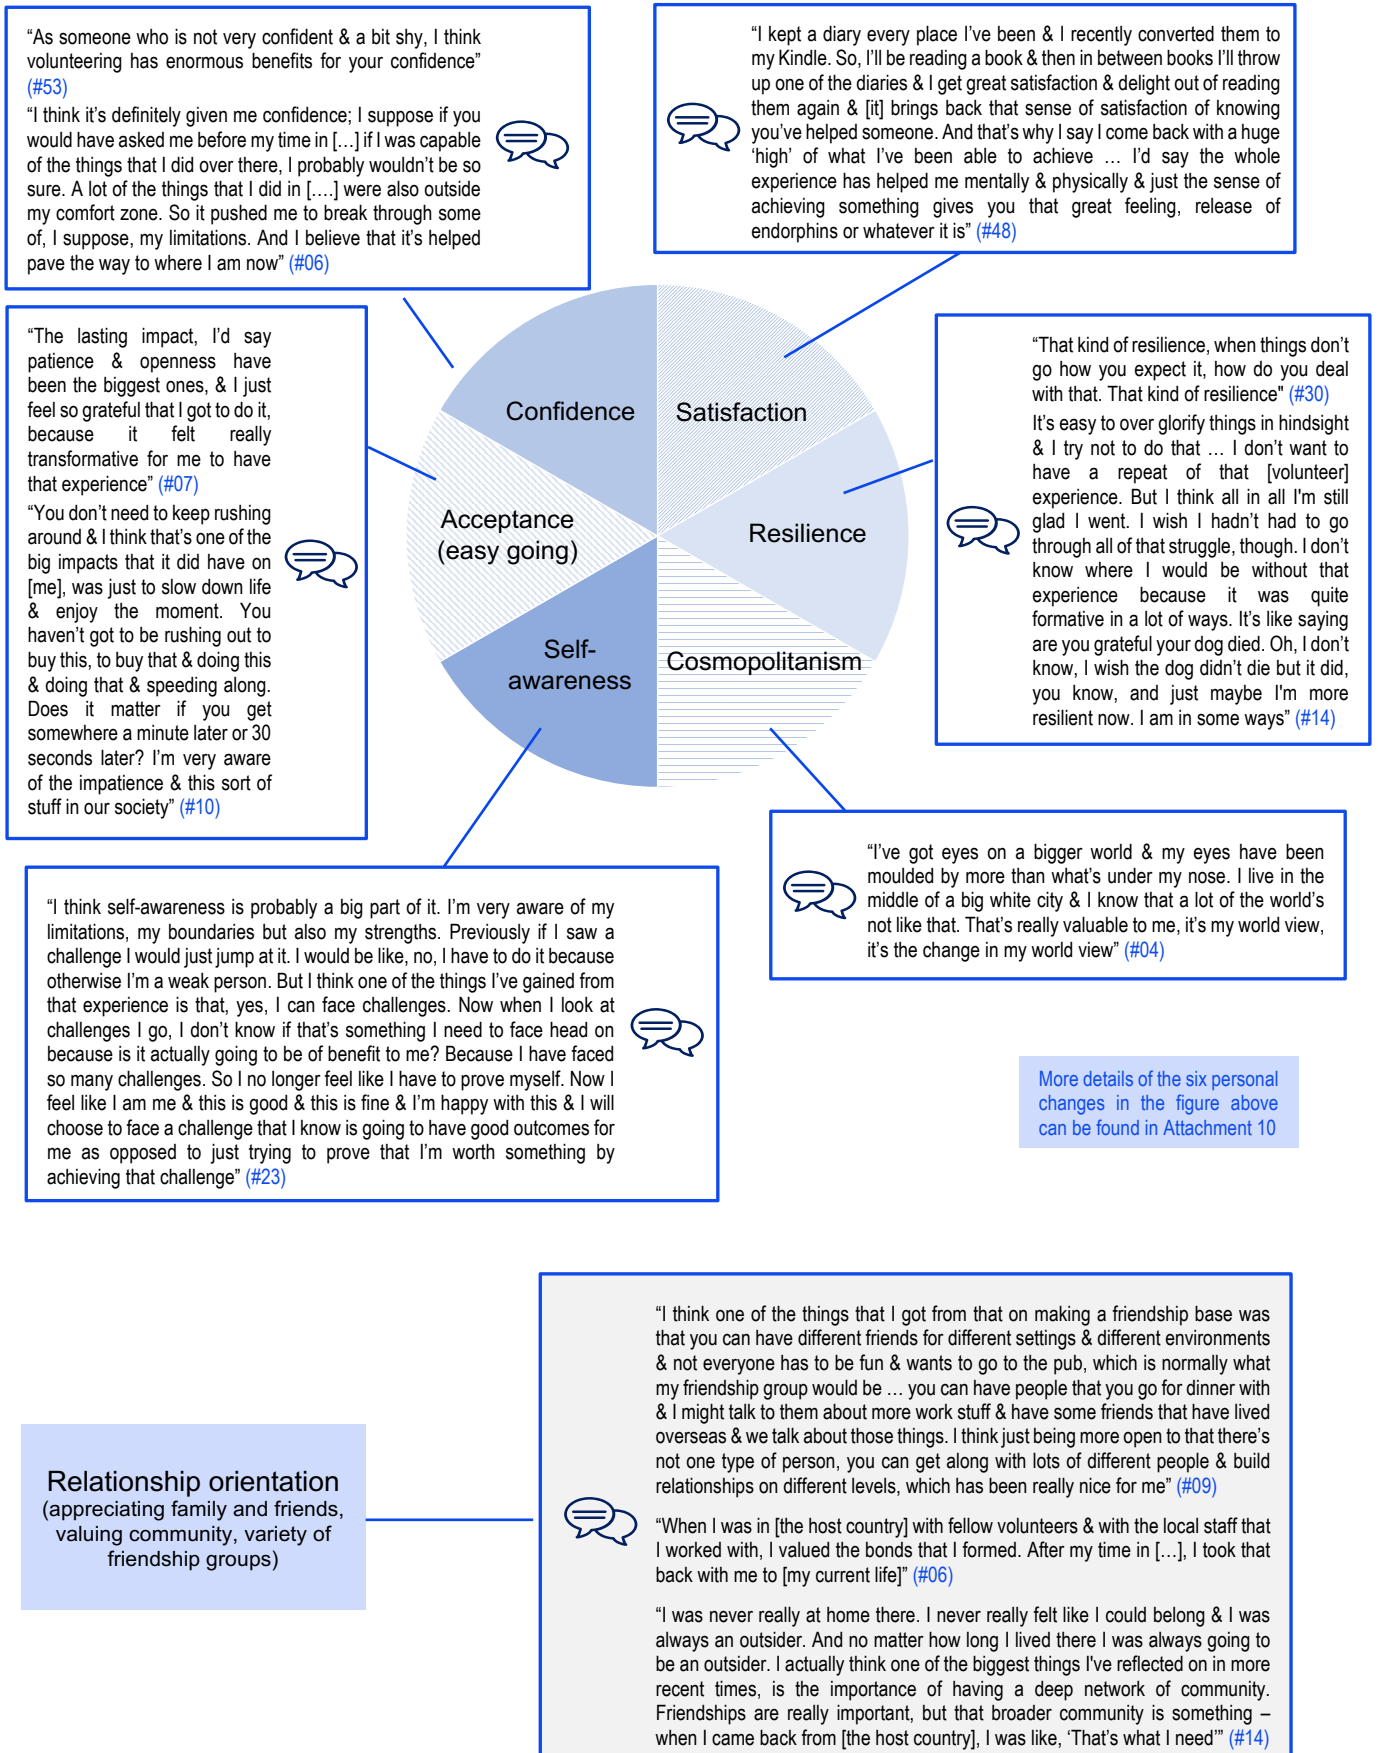 “As someone who is not very confident & a bit shy, I think
volunteering has enormous benefits for your confidence”
(#53)
“I think it’s definitely given me confidence; I suppose if you
would have asked me before my time in […] if I was capable
of the things that I did over there, I probably wouldn’t be so
sure. A lot of the things that I did in [….] were also outside
my comfort zone. So it pushed me to break through some
of, I suppose, my limitations. And I believe that it’s helped
pave the way to where I am now” (#06)
“I kept a diary every place I’ve been & I recently converted them to
my Kindle. So, I’ll be reading a book & then in between books I’ll throw
up one of the diaries & I get great satisfaction & delight out of reading
them again & [it] brings back that sense of satisfaction of knowing
you’ve helped someone. And that’s why I say I come back with a huge
‘high’ of what I’ve been able to achieve … I’d say the whole
experience has helped me mentally & physically & just the sense of
achieving something gives you that great feeling, release of
endorphins or whatever it is” (#48)
“The lasting impact, I’d say
patience & openness have
been the biggest ones, & I just
feel so grateful that I got to do it,
because it felt really
transformative for me to have
that experience” (#07)
“You don’t need to keep rushing
around & I think that’s one of the
big impacts that it did have on
[me], was just to slow down life
& enjoy the moment. You
haven’t got to be rushing out to
buy this, to buy that & doing this
& doing that & speeding along.
Does it matter if you get
somewhere a minute later or 30
seconds later? I’m very aware
of the impatience & this sort of
stuff in our society” (#10)
Confidence
Satisfaction
Acceptance
(easy going)
Resilience
Self-
awareness
Cosmopolitanism
“That kind of resilience, when things don’t
go how you expect it, how do you deal
with that. That kind of resilience" (#30)
It’s easy to over glorify things in hindsight
& I try not to do that … I don’t want to
have a repeat of that [volunteer]
experience. But I think all in all I'm still
glad I went. I wish I hadn’t had to go
through all of that struggle, though. I don’t
know where I would be without that
experience because it was quite
formative in a lot of ways. It’s like saying
are you grateful your dog died. Oh, I don’t
know, I wish the dog didn’t die but it did,
you know, and just maybe I'm more
resilient now. I am in some ways” (#14)
“I’ve got eyes on a bigger world & my eyes have been
moulded by more than what’s under my nose. I live in the
middle of a big white city & I know that a lot of the world’s
not like that. That’s really valuable to me, it’s my world view,
it’s the change in my world view” (#04)
“I think self-awareness is probably a big part of it. I’m very aware of my
limitations, my boundaries but also my strengths. Previously if I saw a
challenge I would just jump at it. I would be like, no, I have to do it because
otherwise I’m a weak person. But I think one of the things I’ve gained from
that experience is that, yes, I can face challenges. Now when I look at
challenges I go, I don’t know if that’s something I need to face head on
because is it actually going to be of benefit to me? Because I have faced
so many challenges. So I no longer feel like I have to prove myself. Now I
feel like I am me & this is good & this is fine & I’m happy with this & I will
choose to face a challenge that I know is going to have good outcomes for
me as opposed to just trying to prove that I’m worth something by
achieving that challenge” (#23)
More details of the six personal
changes in the figure above
can be found in Attachment 10
Relationship orientation
(appreciating family and friends,
valuing community, variety of
friendship groups)
“I think one of the things that I got from that on making a friendship base was
that you can have different friends for different settings & different environments
& not everyone has to be fun & wants to go to the pub, which is normally what
my friendship group would be … you can have people that you go for dinner with
& I might talk to them about more work stuff & have some friends that have lived
overseas & we talk about those things. I think just being more open to that there’s
not one type of person, you can get along with lots of different people & build
relationships on different levels, which has been really nice for me” (#09)
“When I was in [the host country] with fellow volunteers & with the local staff that
I worked with, I valued the bonds that I formed. After my time in […], I took that
back with me to [my current life]” (#06)
“I was never really at home there. I never really felt like I could belong & I was
always an outsider. And no matter how long I lived there I was always going to
be an outsider. I actually think one of the biggest things I've reflected on in more
recent times, is the importance of having a deep network of community.
Friendships are really important, but that broader community is something –
when I came back from [the host country], I was like, ‘That’s what I need’” (#14)